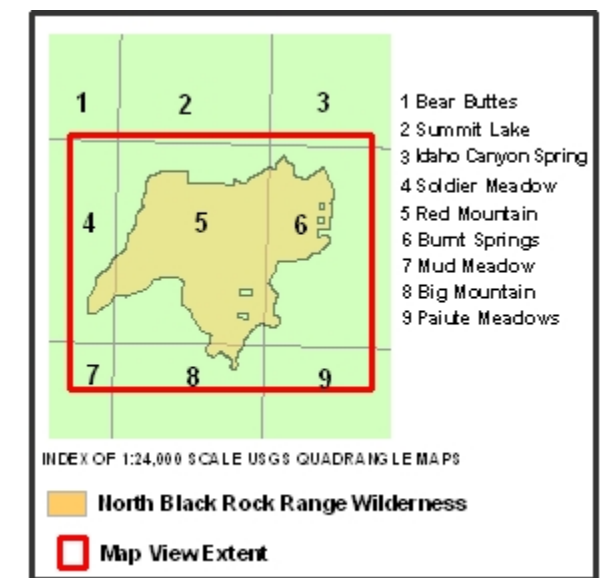 1 2 3
4 5 6
7 8 9
1 Bear Buttes
2 Summit Lake
3 Idaho Canyon Spring
4 Soldier Meadow
5 Red Mountain
6 Burnt Springs
7 Mud Meadow
8 Big Mountain
9 Paiute Meadows
INDEX OF 1:24,000 SCALE USGS QUADRANGLE MAPS
North Black Rock Range Wilderness
Map View Extent